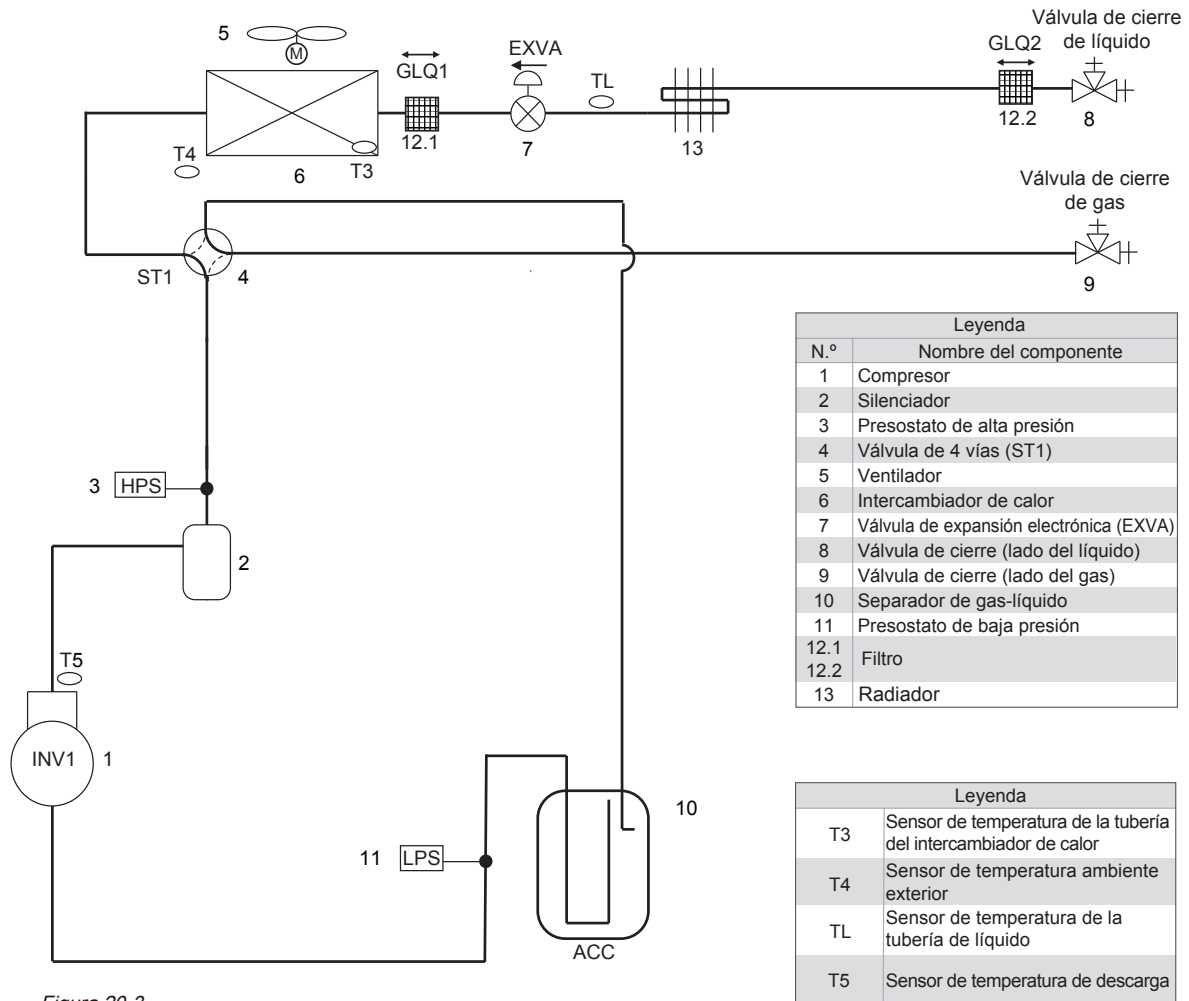 Válvula de cierre
de líquido
5
M
GLQ1
EXVA
TL
GLQ2
12.1
7
13
12.2
8
T4
T3
6
Válvula de cierre
de gas
ST1
4
9
3 HPS
2
T5
INV1 1
11 LPS
10
ACC
Leyenda
N.º Nombre del componente
1 Compresor
2 Silenciador
3 Presostato de alta presión
4 Válvula de 4 vías (ST1)
5 Ventilador
6 Intercambiador de calor
7 Válvula de expansión electrónica (EXVA)
8 Válvula de cierre (lado del líquido)
9 Válvula de cierre (lado del gas)
10 Separador de gas-líquido
11 Presostato de baja presión
12.1
12.2 Filtro
13 Radiador
Leyenda
T3 Sensor de temperatura de la tubería
del intercambiador de calor
T4 Sensor de temperatura ambiente
exterior
TL Sensor de temperatura de la
tubería de líquido
T5 Sensor de temperatura de descarga